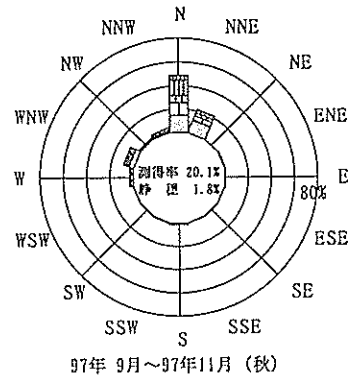 N
NNW NNE
NW NE
WNW ENE
測得率 20.1%
静穏 1.8%
W E
80%
WSW ESE
SW SE
SSW SSE
S
97年 9月～97年11月 (秋)